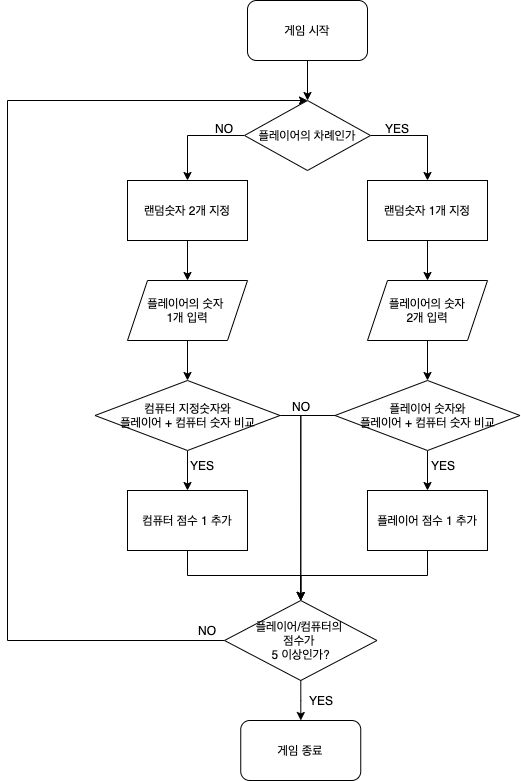 게임 시작
플레이어의 차례인가
NO
YES
랜덤숫자 2개 지정
랜덤숫자 1개 지정
플레이어의 숫자
1개 입력
플레이어의 숫자
2개 입력
컴퓨터 지정숫자와
플레이어 + 컴퓨터 숫자 비교
NO
플레이어 숫자와
플레이어 + 컴퓨터 숫자 비교
YES
YES
컴퓨터 점수 1 추가
플레이어 점수 1 추가
플레이어/컴퓨터의
점수가
5 이상인가?
NO
YES
게임 종료